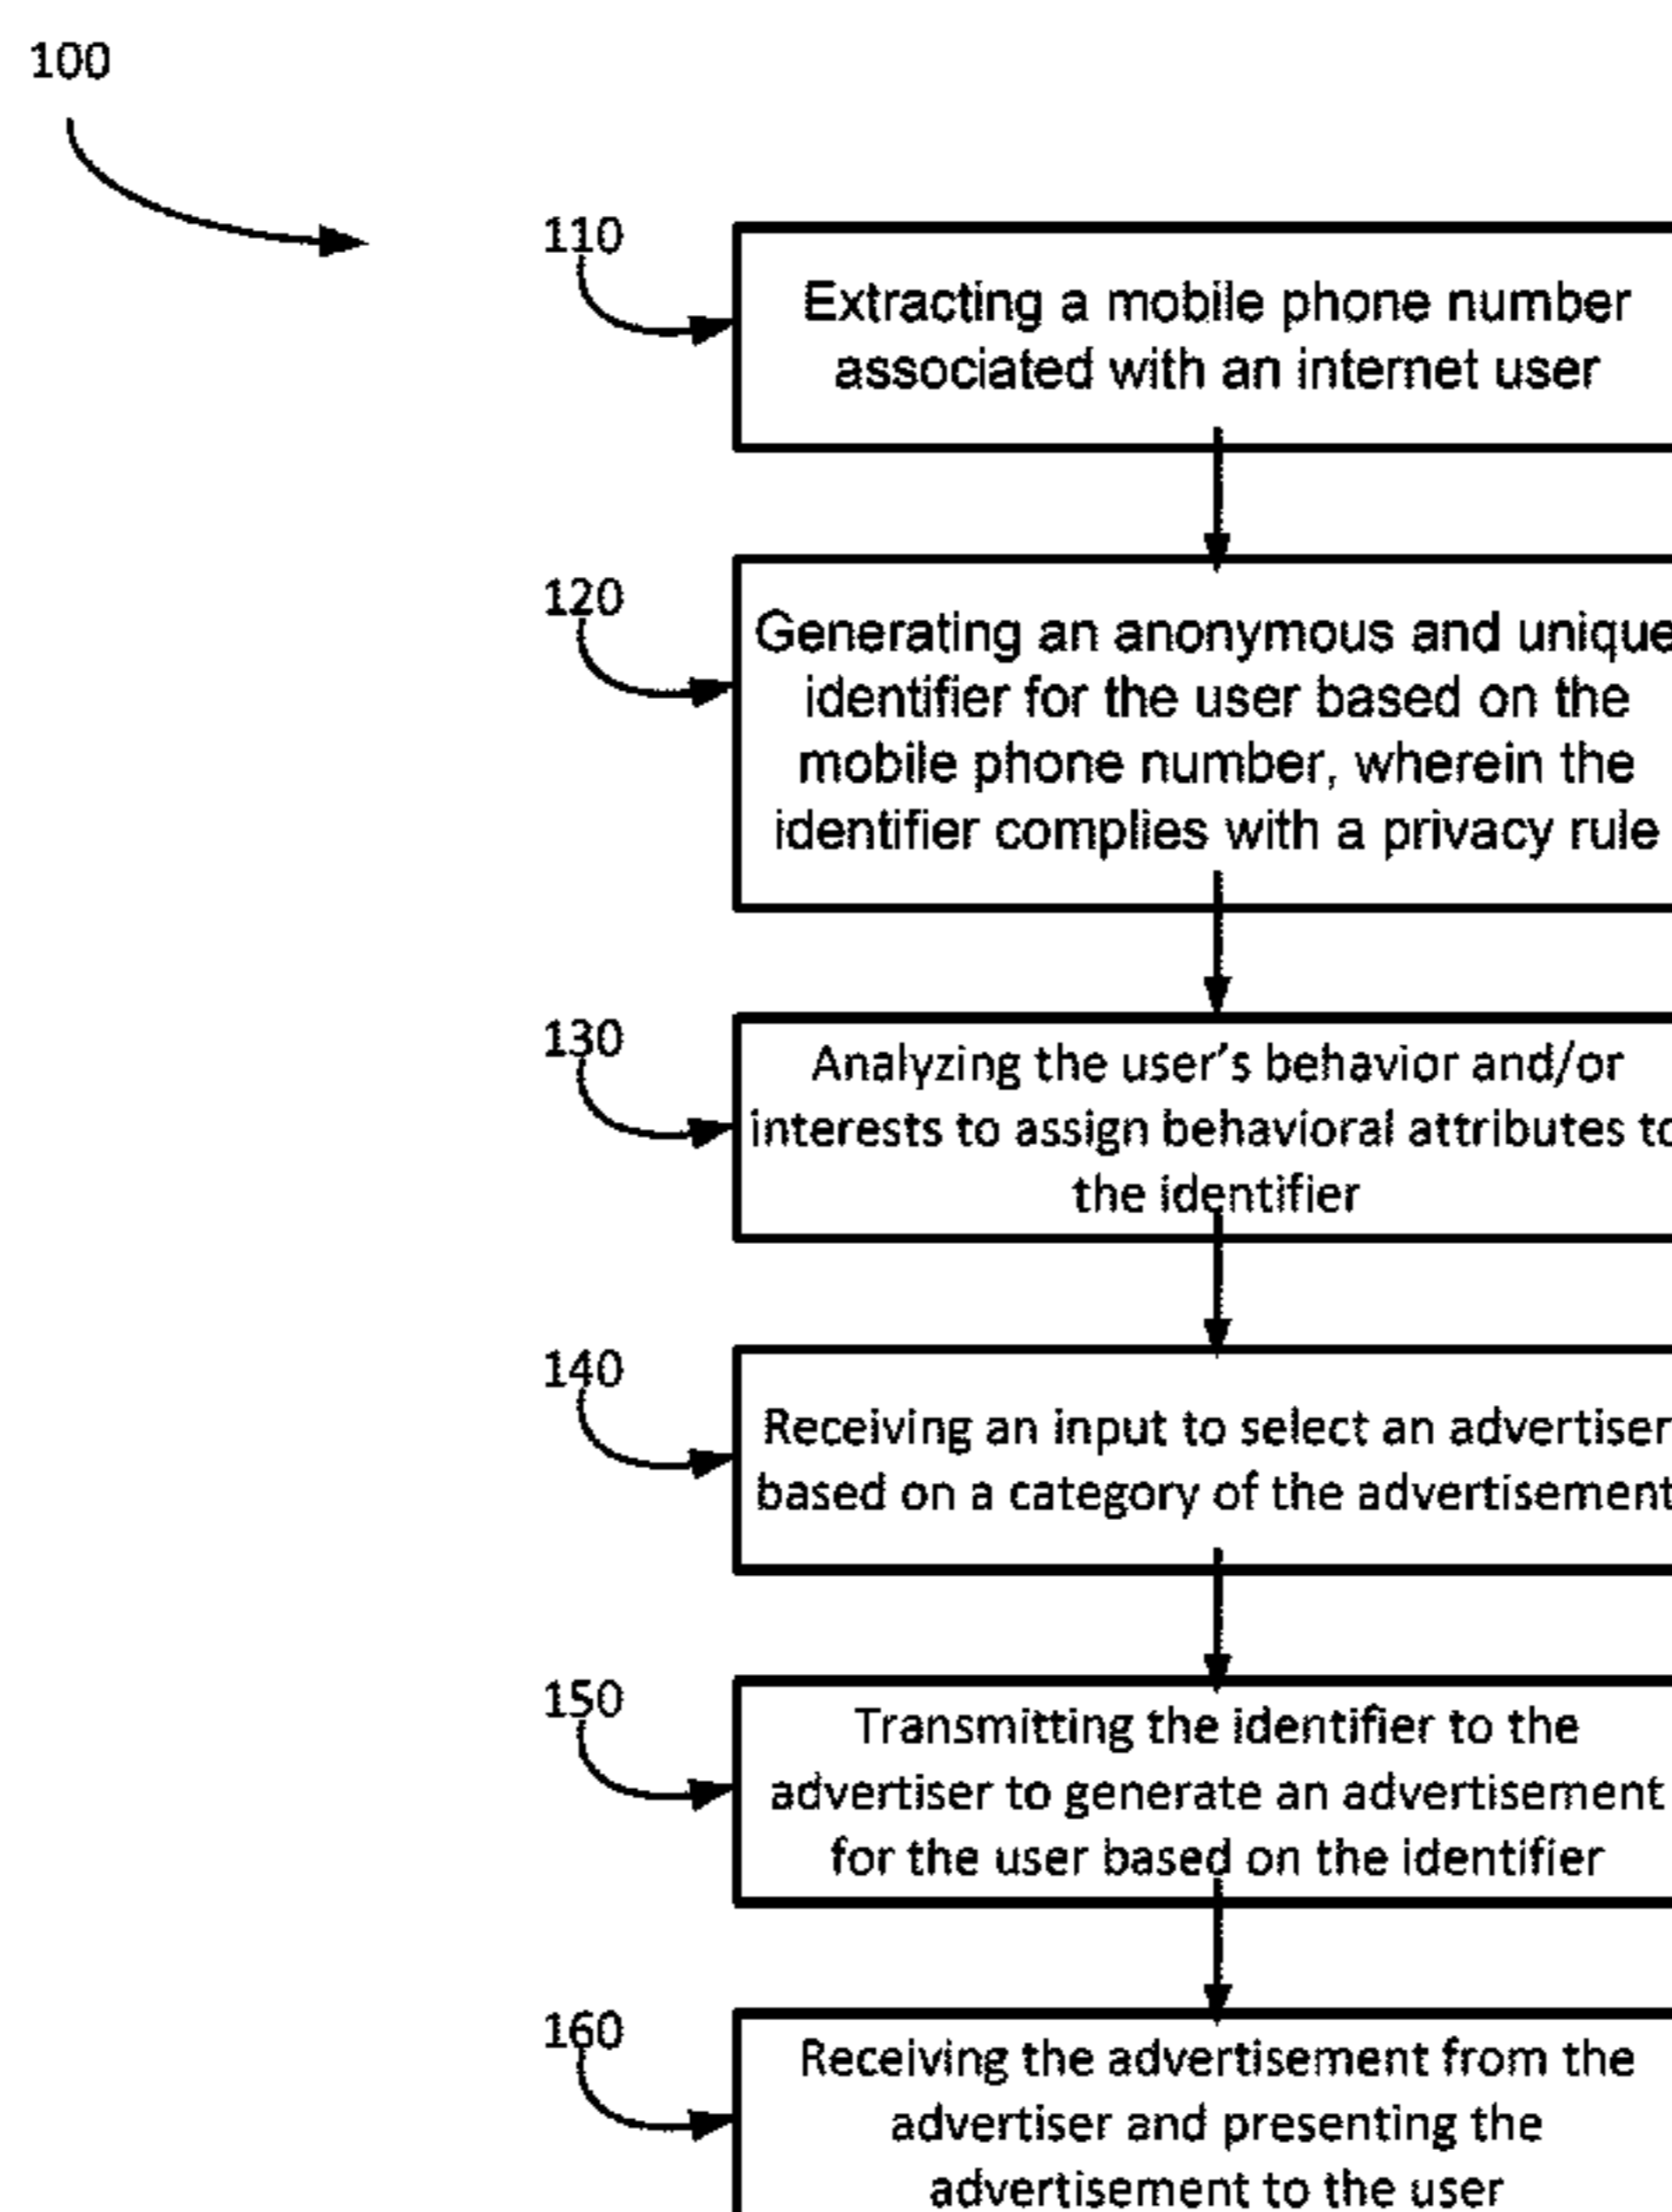 100
110
Extracting a mobile phone number
associated with an internet user
120
Generating an anonymous and unique
identifier for the user based on the
mobile phone number, wherein the
identifier complies with a privacy rule
130
Analyzing the user's behavior and/or
interests to assign behavioral attributes to
the identifier
140
Receiving an input to select an advertiser
based on a category of the advertisement
150
Transmitting the identifier to the
advertiser to generate an advertisement
for the user based on the identifier
160
Receiving the advertisement from the
advertiser and presenting the
advertisement to the user